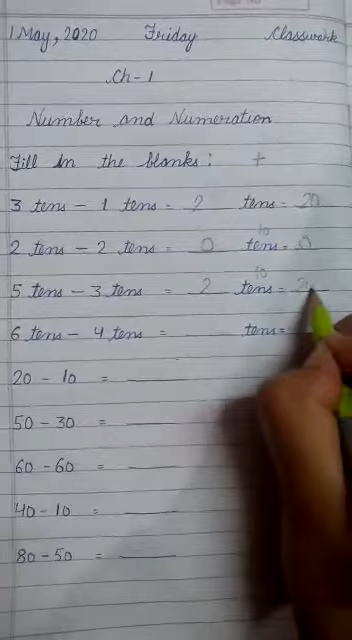 1 May, 2020 Friday Classwork
Ch-1
Number and Numeration
Fill in the blanks: +
3 tens - 1 tens = 2 tens = 20
10
2 tens - 2 tens = 0 tens = 0
10
5 tens - 3 tens = 2 tens = 20
6 tens - 4 tens = ____ tens =
20 - 10 = ____
50 - 30 = ____
60 - 60 = ____
40 - 10 = ____
80 - 50 = ____